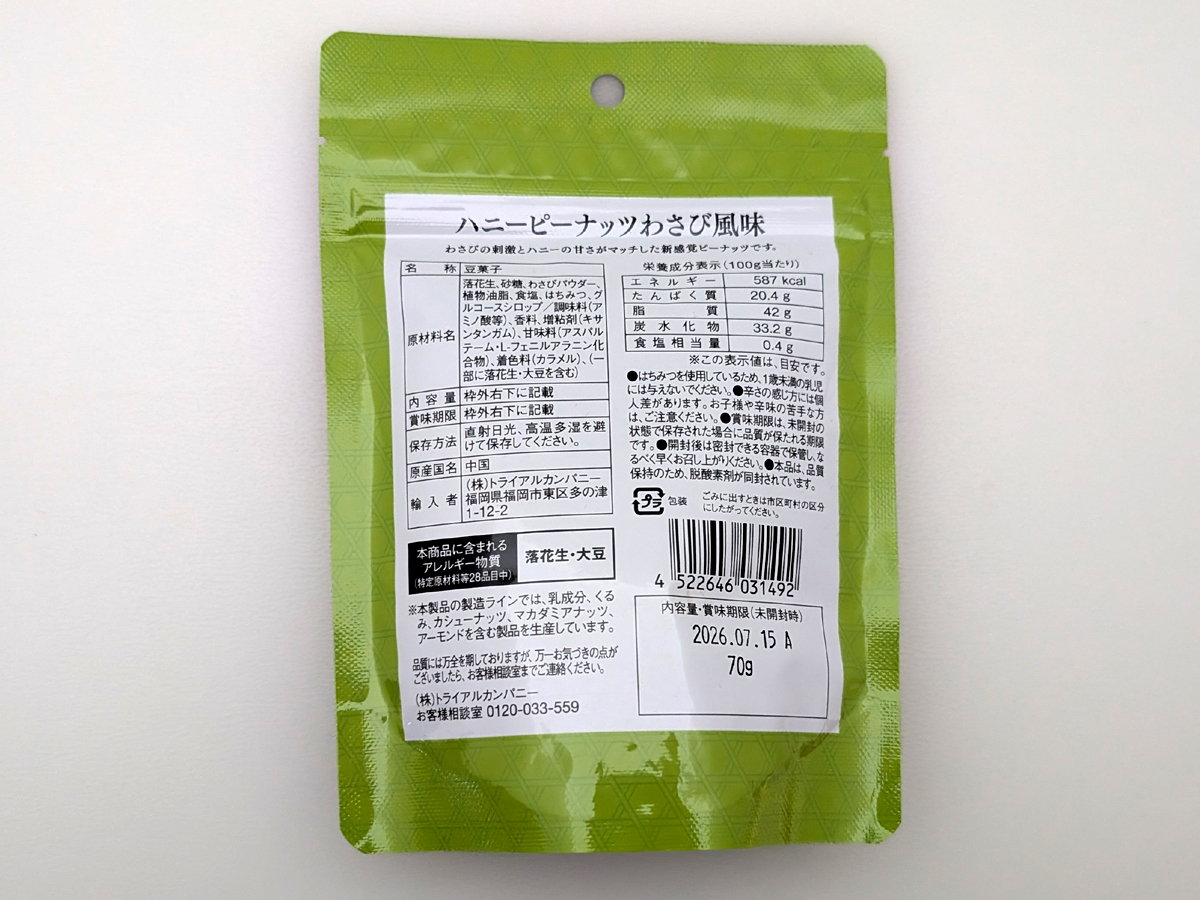 ハニーピーナッツわさび風味
わさびの刺激とハニーの甘さがマッチした新感覚ピーナッツです。
名称 豆菓子
原材料名
落花生、砂糖、わさびパウダー、
植物油脂、食塩、はちみつ、グ
ルコースシロップ／調味料(ア
ミノ酸等)、香料、増粘剤(キサ
ンタンガム)、甘味料(アスパル
テーム・L-フェニルアラニン化
合物)、着色料(カラメル)、(一
部に落花生・大豆を含む)
内容量 枠外右下に記載
賞味期限 枠外右下に記載
保存方法
直射日光、高温多湿を避
けて保存してください。
原産国名 中国
輸入者
(株)トライアルカンパニー
福岡県福岡市東区多の津
1-12-2
本商品に含まれる
アレルギー物質
(特定原材料等28品目中)
落花生・大豆
※本製品の製造ラインでは、乳成分、くる
み、カシューナッツ、マカダミアナッツ、
アーモンドを含む製品を生産しています。
品質には万全を期しておりますが、万一お気づきの点が
ございましたら、お客様相談室までご連絡ください。
(株)トライアルカンパニー
お客様相談室 0120-033-559
栄養成分表示(100g当たり)
エネルギー 587 kcal
たんぱく質 20.4 g
脂質 42 g
炭水化物 33.2 g
食塩相当量 0.4 g
※この表示値は、目安です。
●はちみつを使用しているため、1歳未満の乳児
には与えないでください。●辛さの感じ方には個
人差があります。お子様や辛味の苦手な方
は、ご注意ください。●賞味期限は、未開封の
状態で保存された場合に品質が保たれる期限
です。●開封後は密封できる容器で保管し、な
るべく早くお召し上がりください。●本品は、品質
保持のため、脱酸素剤が同封されています。
プラ 包装
ごみに出すときは市区町村の区分
にしたがってください。
4 522646 031492
内容量・賞味期限(未開封時)
2026.07.15 A
70g